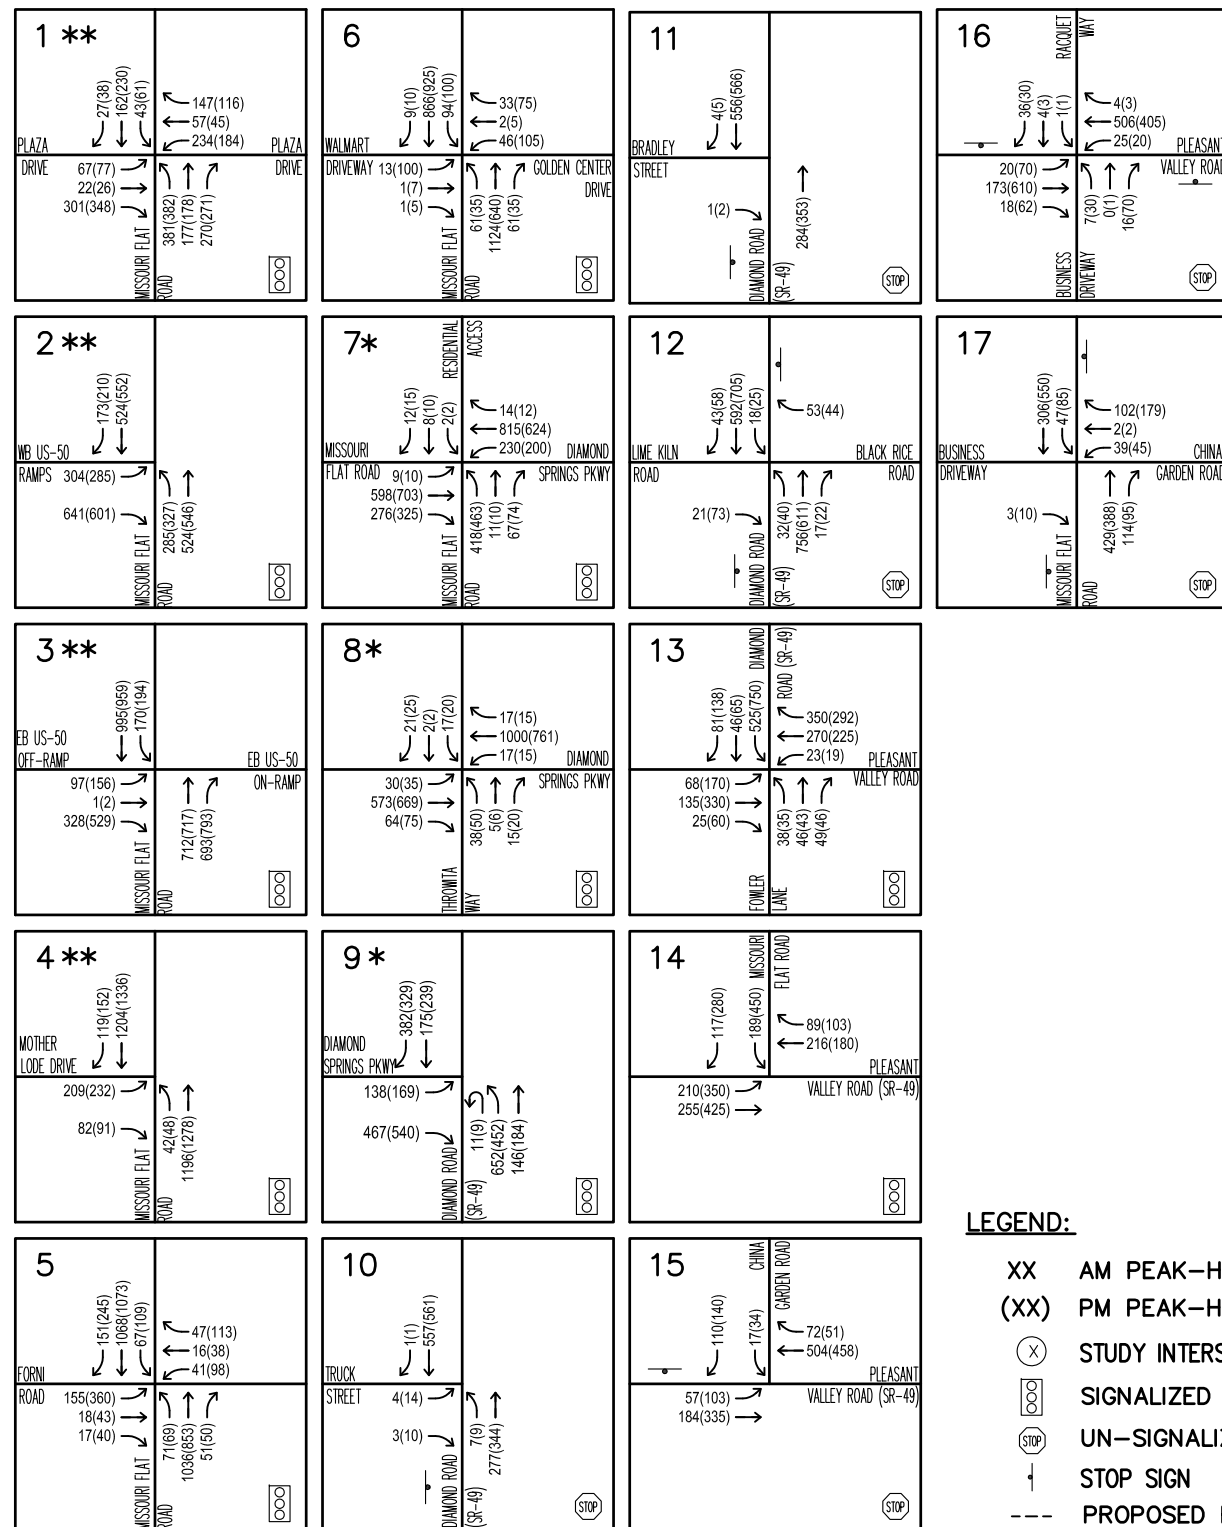 1 **
27(38)
162(230)
43(61)
147(116)
57(45)
234(184)
PLAZA
DRIVE
PLAZA
DRIVE
67(77)
22(26)
301(348)
381(382)
177(178)
270(271)
MISSOURI FLAT
ROAD
6
9(10)
866(925)
94(100)
33(75)
2(5)
46(105)
WALMART
DRIVEWAY
GOLDEN CENTER
DRIVE
13(100)
1(7)
1(5)
61(35)
1124(640)
61(35)
MISSOURI FLAT
ROAD
11
4(5)
556(566)
BRADLEY
STREET
1(2)
284(353)
DIAMOND ROAD
(SR-49)
STOP
16
RACQUET
WAY
36(30)
4(3)
1(1)
4(3)
506(405)
25(20)
PLEASANT
VALLEY ROAD
20(70)
173(610)
18(62)
7(30)
0(1)
16(70)
BUSINESS
DRIVEWAY
STOP
2 **
173(210)
524(552)
WB US-50
RAMPS
304(285)
641(601)
285(327)
524(546)
MISSOURI FLAT
ROAD
7*
RESIDENTIAL
ACCESS
12(15)
8(10)
2(2)
14(12)
815(624)
230(200)
MISSOURI
FLAT ROAD
DIAMOND
SPRINGS PKWY
9(10)
598(703)
276(325)
418(463)
11(10)
67(74)
MISSOURI FLAT
ROAD
12
43(58)
592(705)
18(25)
53(44)
LIME KILN
ROAD
BLACK RICE
ROAD
21(73)
32(40)
756(611)
17(22)
DIAMOND ROAD
(SR-49)
STOP
17
306(550)
47(85)
102(179)
2(2)
39(45)
BUSINESS
DRIVEWAY
CHINA
GARDEN ROAD
3(10)
429(388)
114(95)
MISSOURI FLAT
ROAD
STOP
3 **
995(959)
170(194)
EB US-50
OFF-RAMP
EB US-50
ON-RAMP
97(156)
1(2)
328(529)
712(717)
693(793)
MISSOURI FLAT
ROAD
8*
21(25)
2(2)
17(20)
17(15)
1000(761)
17(15)
DIAMOND
SPRINGS PKWY
30(35)
573(669)
64(75)
38(50)
5(6)
15(20)
THROWITA
WAY
13
DIAMOND
ROAD (SR-49)
81(138)
46(65)
525(750)
350(292)
270(225)
23(19)
PLEASANT
VALLEY ROAD
68(170)
135(330)
25(60)
38(35)
46(43)
49(46)
FOWLER
LANE
4 **
119(152)
1204(1336)
MOTHER
LODE DRIVE
209(232)
82(91)
42(48)
1196(1278)
MISSOURI FLAT
ROAD
9*
382(329)
175(239)
DIAMOND
SPRINGS PKWY
138(169)
467(540)
11(9)
652(452)
146(184)
DIAMOND ROAD
(SR-49)
14
MISSOURI
FLAT ROAD
117(280)
189(450)
89(103)
216(180)
PLEASANT
VALLEY ROAD (SR-49)
210(350)
255(425)
5
151(245)
1068(1073)
67(109)
47(113)
16(38)
41(98)
FORNI
ROAD
155(360)
18(43)
17(40)
71(69)
1036(853)
51(50)
MISSOURI FLAT
ROAD
10
1(1)
557(561)
TRUCK
STREET
4(14)
3(10)
7(9)
277(344)
DIAMOND ROAD
(SR-49)
STOP
15
CHINA
GARDEN ROAD
110(140)
17(34)
72(51)
504(458)
PLEASANT
VALLEY ROAD (SR-49)
57(103)
184(335)
STOP
LEGEND:
XX AM PEAK-H
(XX) PM PEAK-H
X STUDY INTERS
SIGNALIZED
STOP UN-SIGNALI
STOP SIGN
PROPOSED